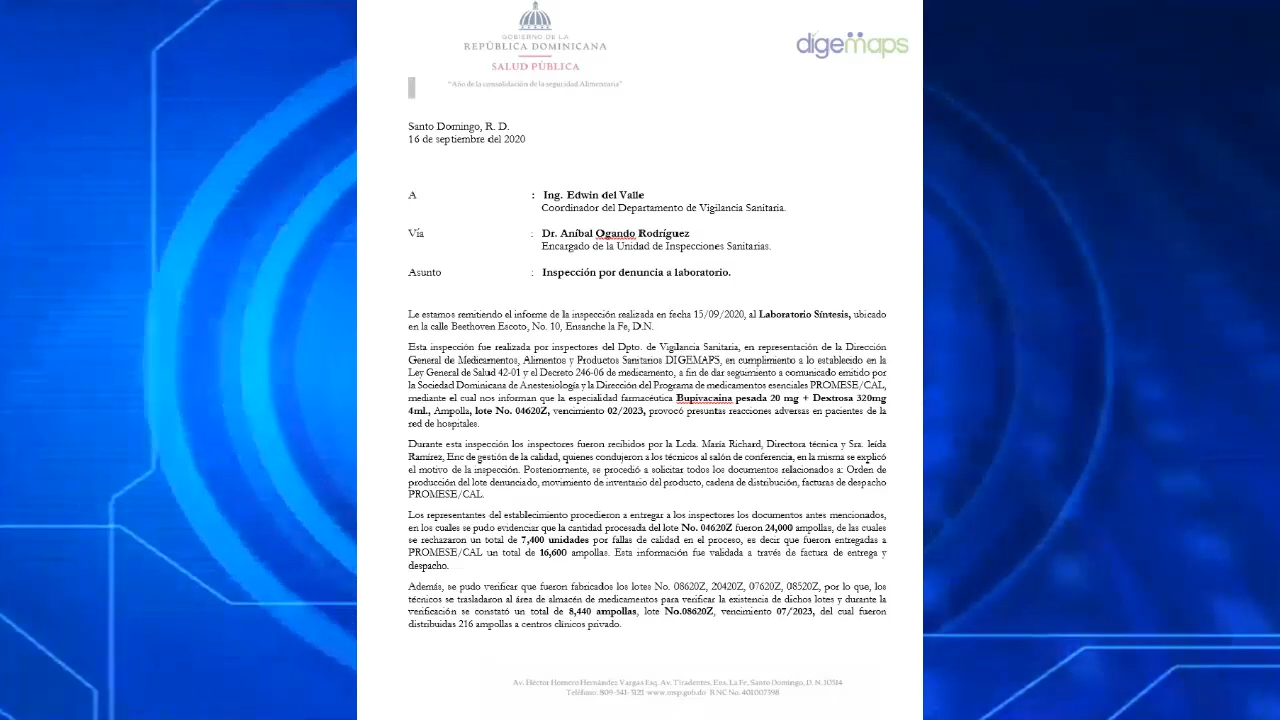 GOBIERNO DE LA
REPÚBLICA DOMINICANA
SALUD PÚBLICA
"Año de la consolidación de la seguridad Alimentaria"
digemaps
Santo Domingo, R. D.
16 de septiembre del 2020
A : Ing. Edwin del Valle
Coordinador del Departamento de Vigilancia Sanitaria.
Vía : Dr. Aníbal Ogando Rodríguez
Encargado de la Unidad de Inspecciones Sanitarias.
Asunto : Inspección por denuncia a laboratorio.
Le estamos remitiendo el informe de la inspección realizada en fecha 15/09/2020, al Laboratorio Síntesis, ubicado
en la calle Beethoven Escoto, No. 10, Ensanche la Fe, D.N.
Esta inspección fue realizada por inspectores del Dpto. de Vigilancia Sanitaria, en representación de la Dirección
General de Medicamentos, Alimentos y Productos Sanitarios DIGEMAPS, en cumplimiento a lo establecido en la
Ley General de Salud 42-01 y el Decreto 246-06 de medicamento, a fin de dar seguimiento a comunicado emitido por
la Sociedad Dominicana de Anestesiología y la Dirección del Programa de medicamentos esenciales PROMESE/CAL,
mediante el cual nos informan que la especialidad farmacéutica Bupivacaína pesada 20 mg + Dextrosa 320mg
4ml., Ampolla, lote No. 04620Z, vencimiento 02/2023, provocó presuntas reacciones adversas en pacientes de la
red de hospitales.
Durante esta inspección los inspectores fueron recibidos por la Lcda. María Richard, Directora técnica y Sra. leída
Ramírez, Enc de gestión de la calidad, quienes condujeron a los técnicos al salón de conferencia, en la misma se explicó
el motivo de la inspección. Posteriormente, se procedió a solicitar todos los documentos relacionados a: Orden de
producción del lote denunciado, movimiento de inventario del producto, cadena de distribución, facturas de despacho
PROMESE/CAL.
Los representantes del establecimiento procedieron a entregar a los inspectores los documentos antes mencionados,
en los cuales se pudo evidenciar que la cantidad procesada del lote No. 04620Z fueron 24,000 ampollas, de las cuales
se rechazaron un total de 7,400 unidades por fallas de calidad en el proceso, es decir que fueron entregadas a
PROMESE/CAL un total de 16,600 ampollas. Esta información fue validada a través de factura de entrega y
despacho.
Además, se pudo verificar que fueron fabricados los lotes No. 08620Z, 20420Z, 07620Z, 08520Z, por lo que, los
técnicos se trasladaron al área de almacén de medicamentos para verificar la existencia de dichos lotes y durante la
verificación se constató un total de 8,440 ampollas, lote No.08620Z, vencimiento 07/2023, del cual fueron
distribuidas 216 ampollas a centros clínicos privado.
Av. Héctor Homero Hernández Vargas Esq. Av. Tiradentes, Ens. La Fe, Santo Domingo, D. N. 10514
Teléfono: 809-541-3121 www.msp.gob.do RNC No. 401007398